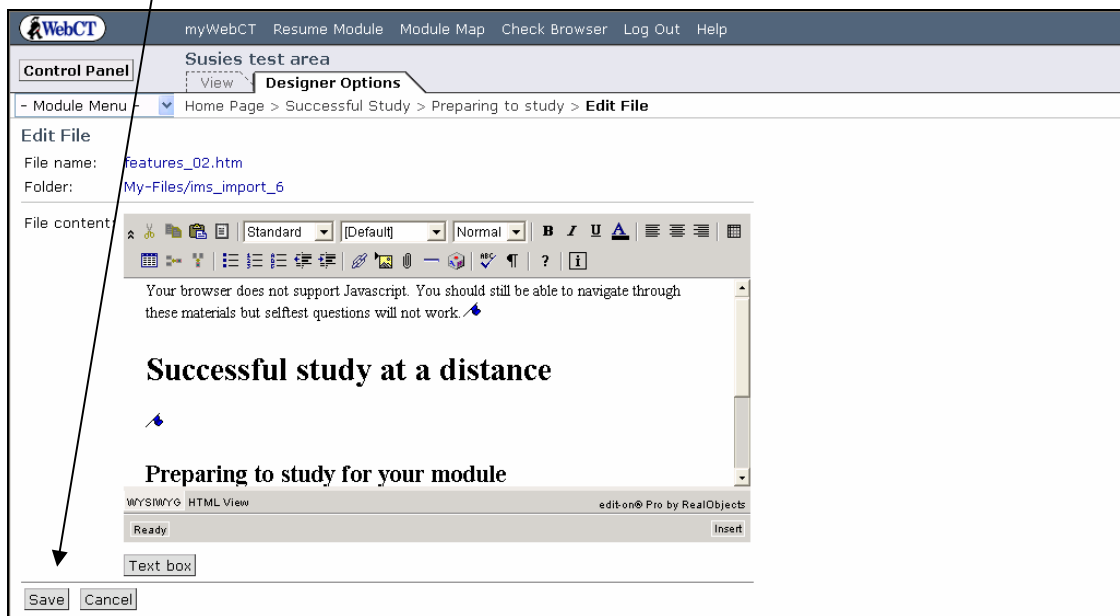 WebCT myWebCT Resume Module Module Map Check Browser Log Out Help
Control Panel Susies test area
View Designer Options
- Module Menu - Home Page > Successful Study > Preparing to study > Edit File
Edit File
File name: features_02.htm
Folder: My-Files/ims_import_6
File content: Standard [Default] Normal B I U A
ABC ¶ ? i
Your browser does not support Javascript. You should still be able to navigate through
these materials but selftest questions will not work.
Successful study at a distance
Preparing to study for your module
WYSIWYG HTML View edit-on® Pro by RealObjects
Ready Insert
Text box
Save Cancel